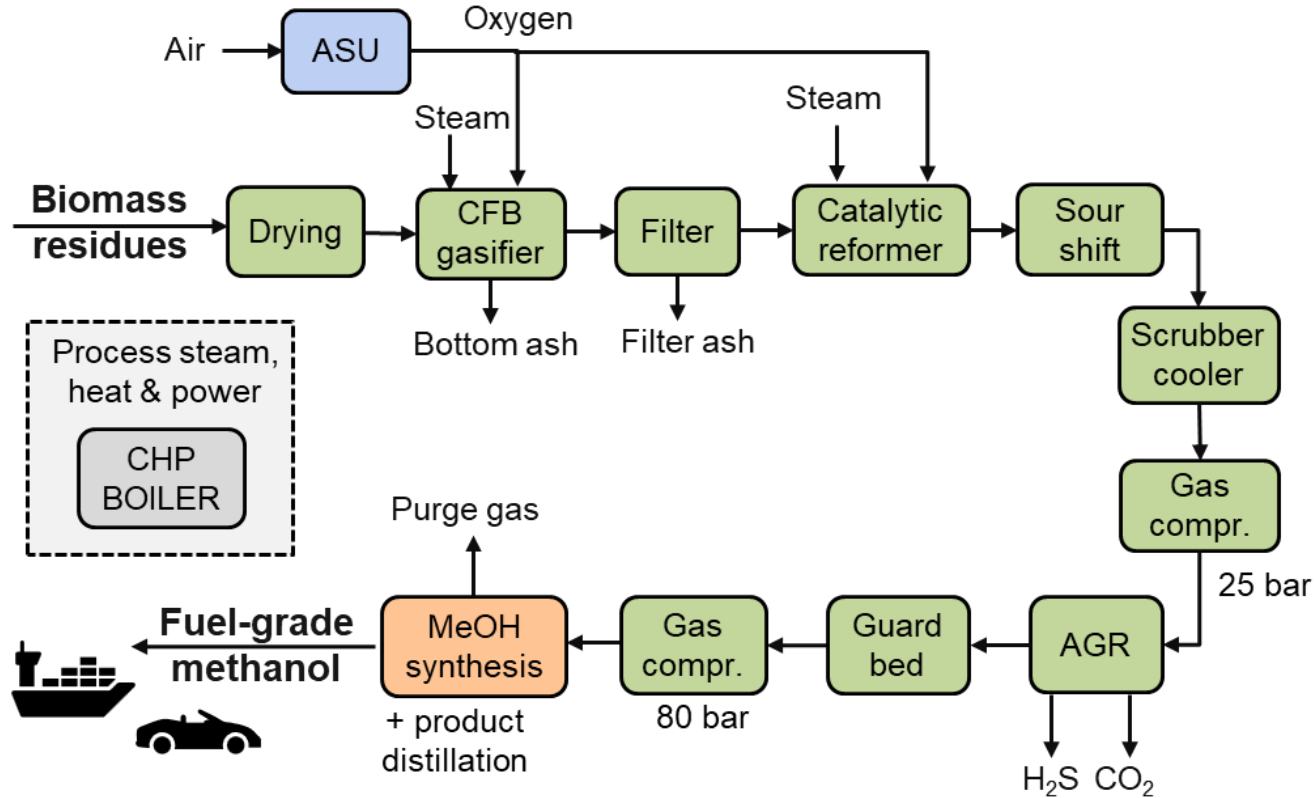 Air
ASU
Oxygen
Steam
Steam
Biomass
residues
Drying
CFB
gasifier
Filter
Catalytic
reformer
Sour
shift
Bottom ash
Filter ash
Scrubber
cooler
Process steam,
heat & power
CHP
BOILER
Gas
compr.
25 bar
Purge gas
Fuel-grade
methanol
MeOH
synthesis
+ product
distillation
Gas
compr.
80 bar
Guard
bed
AGR
H₂S
CO₂